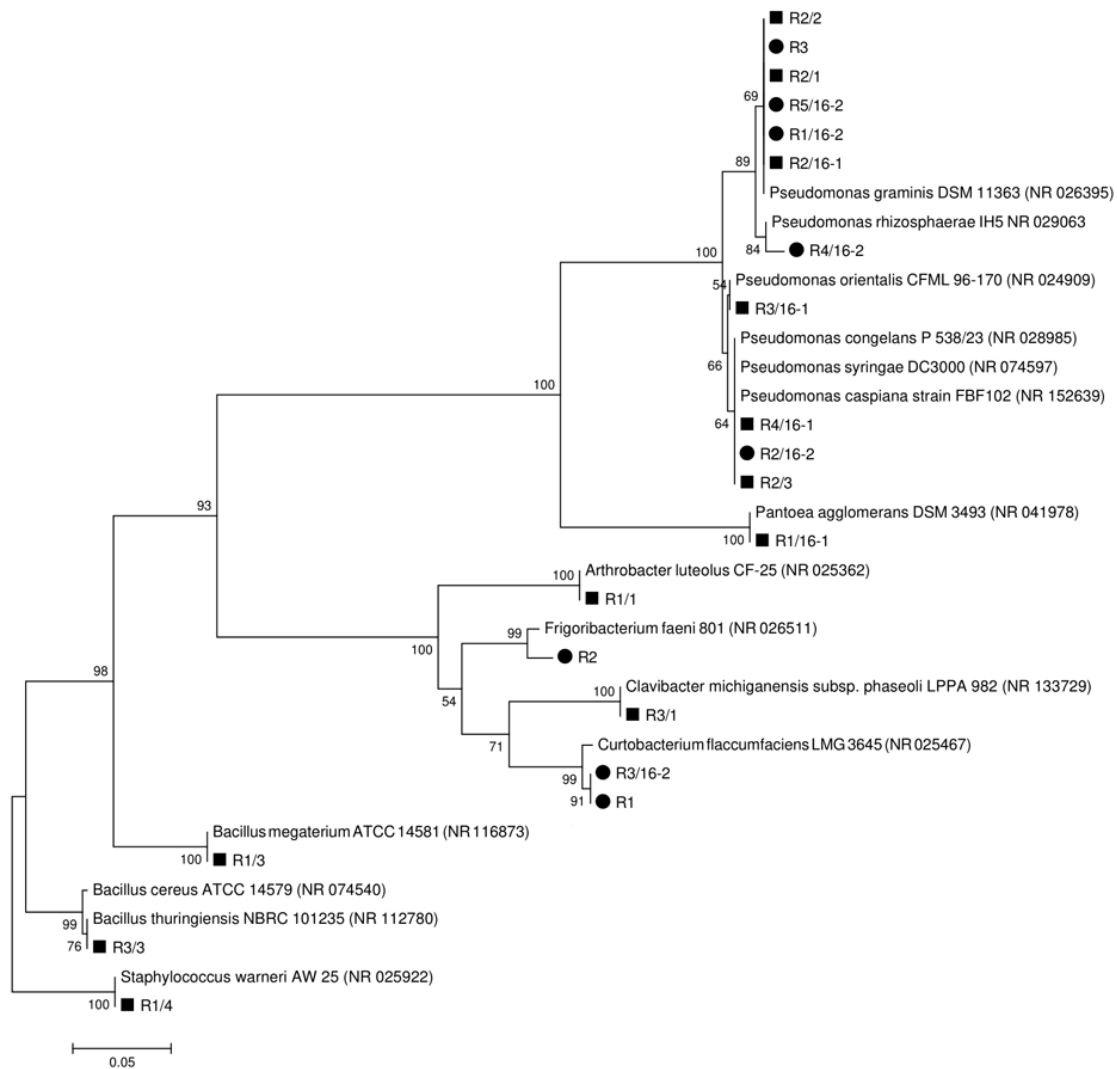 R2/2
R3
R2/1
69
R5/16-2
R1/16-2
89
R2/16-1
Pseudomonas graminis DSM 11363 (NR 026395)
Pseudomonas rhizosphaerae IH5 NR 029063
100
84
R4/16-2
54
Pseudomonas orientalis CFML 96-170 (NR 024909)
R3/16-1
Pseudomonas congelans P 538/23 (NR 028985)
66
Pseudomonas syringae DC3000 (NR 074597)
100
Pseudomonas caspiana strain FBF102 (NR 152639)
64
R4/16-1
R2/16-2
R2/3
93
Pantoea agglomerans DSM 3493 (NR 041978)
100
R1/16-1
100
Arthrobacter luteolus CF-25 (NR 025362)
R1/1
99
Frigoribacterium faeni 801 (NR 026511)
100
R2
98
54
100
Clavibacter michiganensis subsp. phaseoli LPPA 982 (NR 133729)
R3/1
71
Curtobacterium flaccumfaciens LMG 3645 (NR 025467)
99
R3/16-2
91
R1
Bacillus megaterium ATCC 14581 (NR 116873)
100
R1/3
Bacillus cereus ATCC 14579 (NR 074540)
99
Bacillus thuringiensis NBRC 101235 (NR 112780)
76
R3/3
Staphylococcus warneri AW 25 (NR 025922)
100
R1/4
0.05